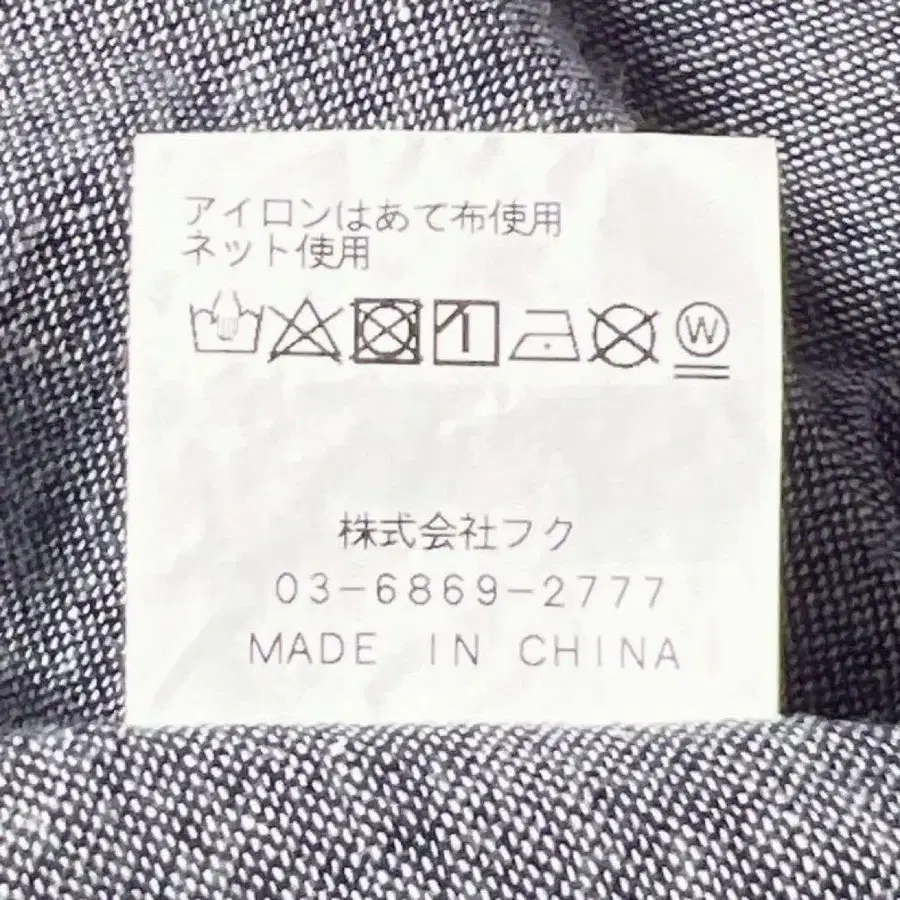 アイロンはあて布使用
ネット使用
W
株式会社フク
03-6869-2777
MADE IN CHINA